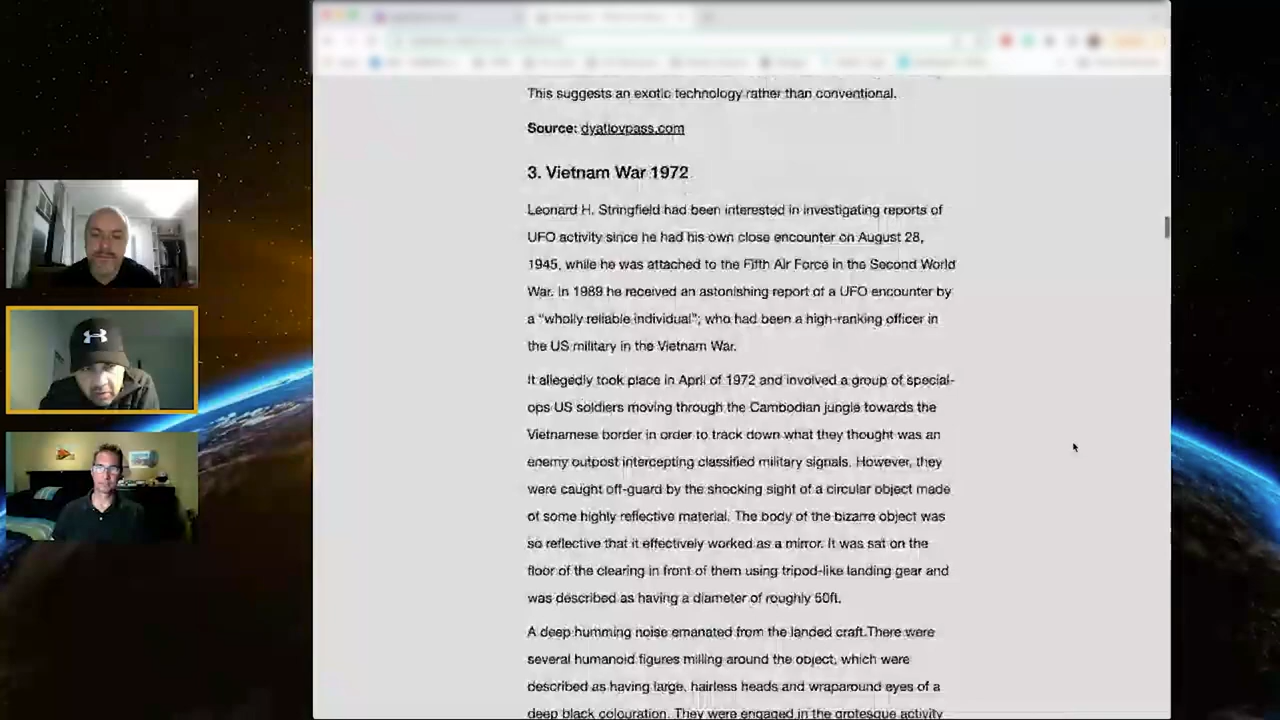 This suggests an exotic technology rather than conventional.
Source: dyatlovpass.com
3. Vietnam War 1972
Leonard H. Stringfield had been interested in investigating reports of
UFO activity since he had his own close encounter on August 28,
1945, while he was attached to the Fifth Air Force in the Second World
War. In 1989 he received an astonishing report of a UFO encounter by
a “wholly reliable individual”; who had been a high-ranking officer in
the US military in the Vietnam War.
It allegedly took place in April of 1972 and involved a group of special-
ops US soldiers moving through the Cambodian jungle towards the
Vietnamese border in order to track down what they thought was an
enemy outpost intercepting classified military signals. However, they
were caught off-guard by the shocking sight of a circular object made
of some highly reflective material. The body of the bizarre object was
so reflective that it effectively worked as a mirror. It was sat on the
floor of the clearing in front of them using tripod-like landing gear and
was described as having a diameter of roughly
A deep humming noise emanated from the landed craft.There were
several humanoid figures milling around the object, which were
described as having large, hairless heads and wraparound eyes of a
deep black colouration. They were engaged in the grotesque activity